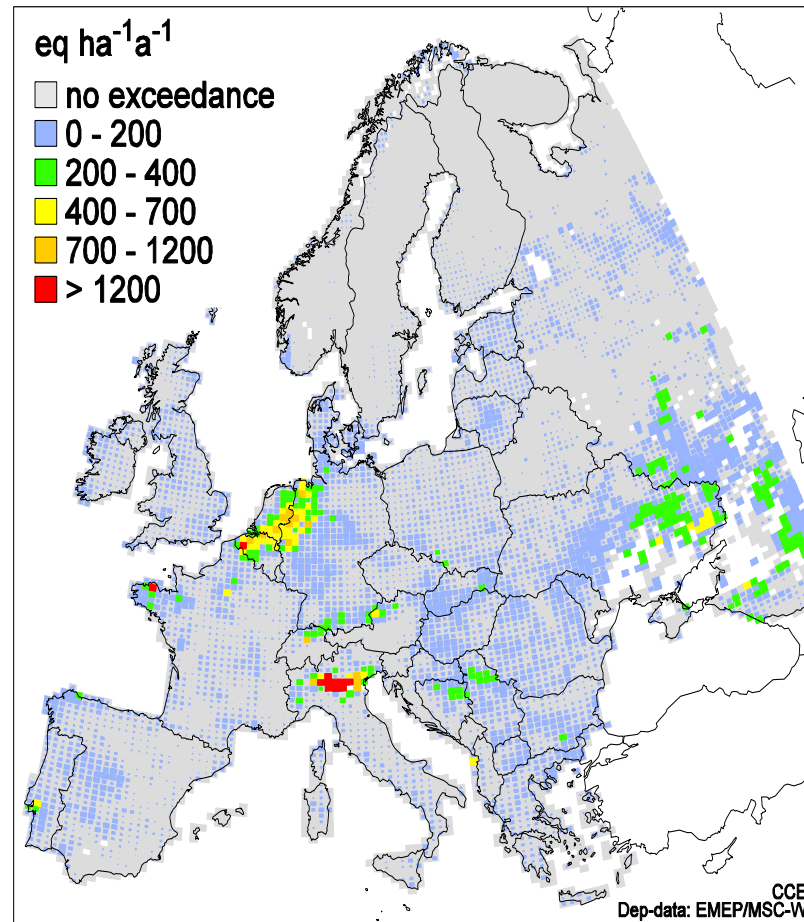 eq ha⁻¹a⁻¹
no exceedance
0 - 200
200 - 400
400 - 700
700 - 1200
> 1200
CCE
Dep-data: EMEP/MSC-W